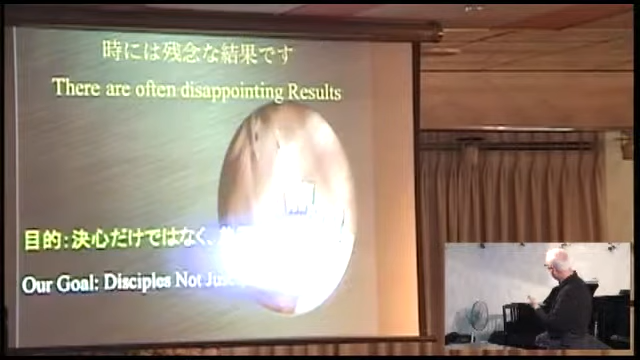 時には残念な結果です
There are often disappointing Results
目的：決心だけではなく、
Our Goal: Disciples Not Just